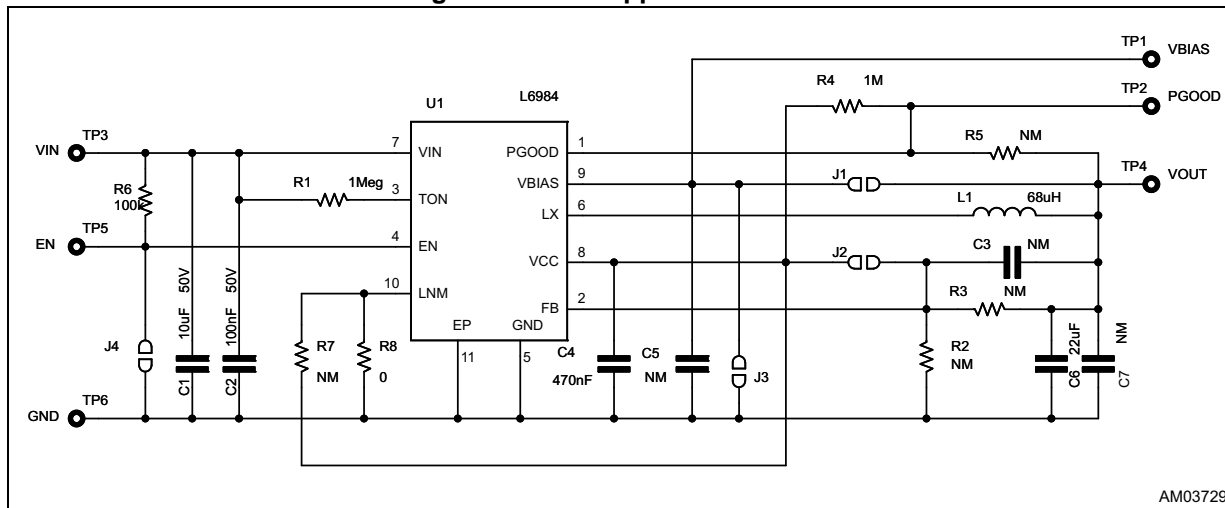 TP1 VBIAS
R4 1M
TP2 PGOOD
U1 L6984
TP3
VIN
7 VIN
PGOOD 1
R5 NM
R6
100k
R1 1Meg
3 TON
VBIAS 9
J1
TP4 VOUT
LX 6
L1 68uH
TP5
EN
4 EN
VCC 8
J2
C3 NM
10 LNM
FB 2
R3 NM
10uF 50V
100nF 50V
EP GND
11 5
J4
C1
C2
R7
NM
R8
0
C4
470nF
C5
NM
J3
R2
NM
22uF
C6
NM
C7
TP6
GND
AM03729